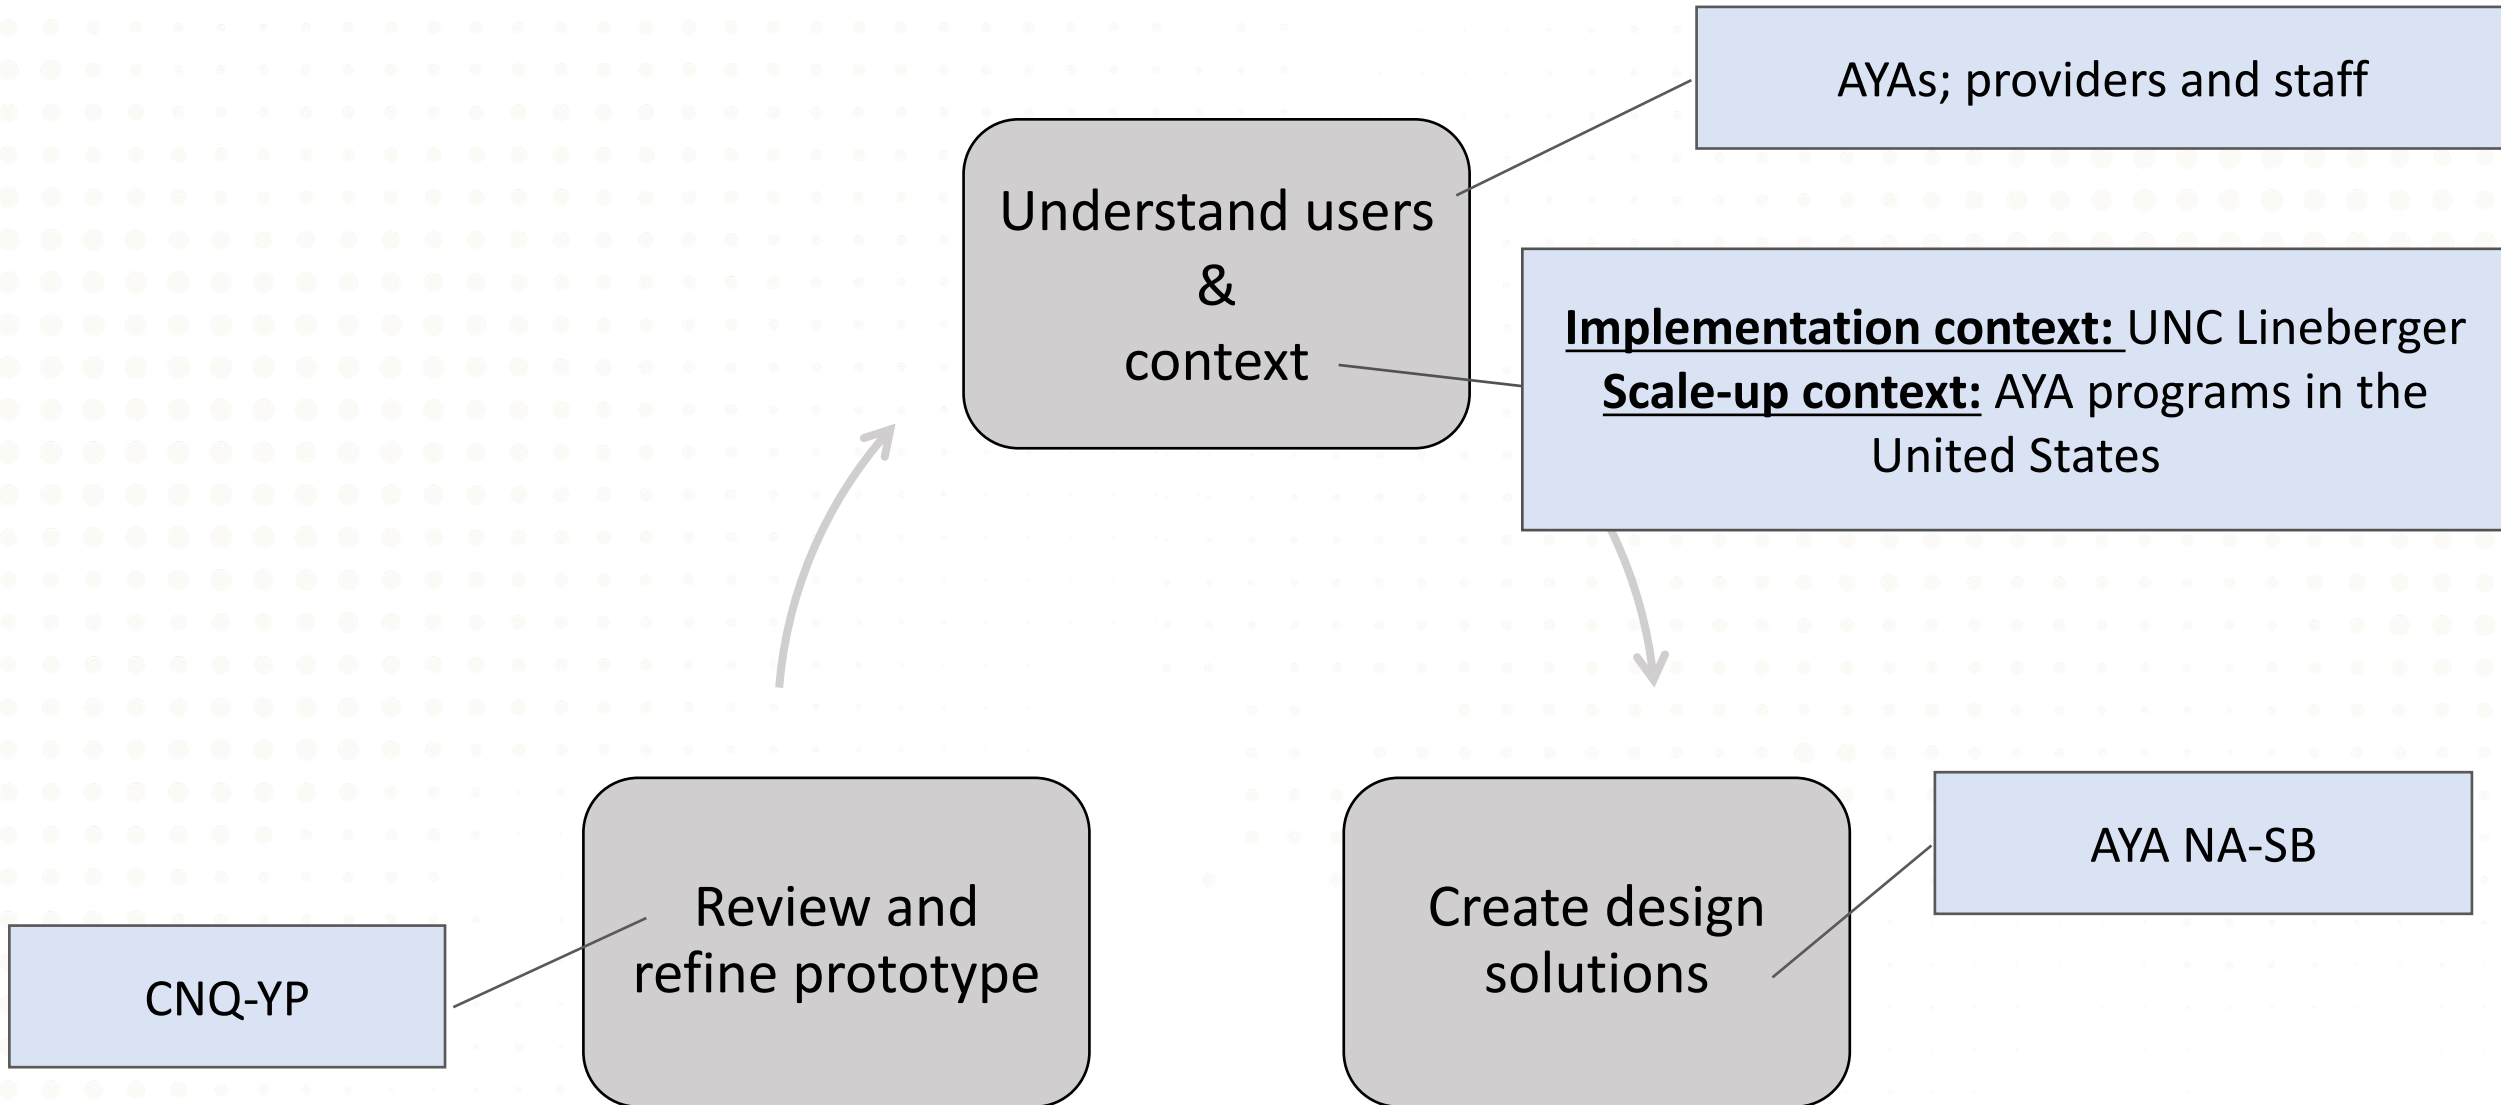 AYAs; providers and staff
Understand users
&
context
Implementation context: UNC Lineberger
Scale-up context: AYA programs in the
United States
Review and
refine prototype
CNQ-YP
Create design
solutions
AYA NA-SB